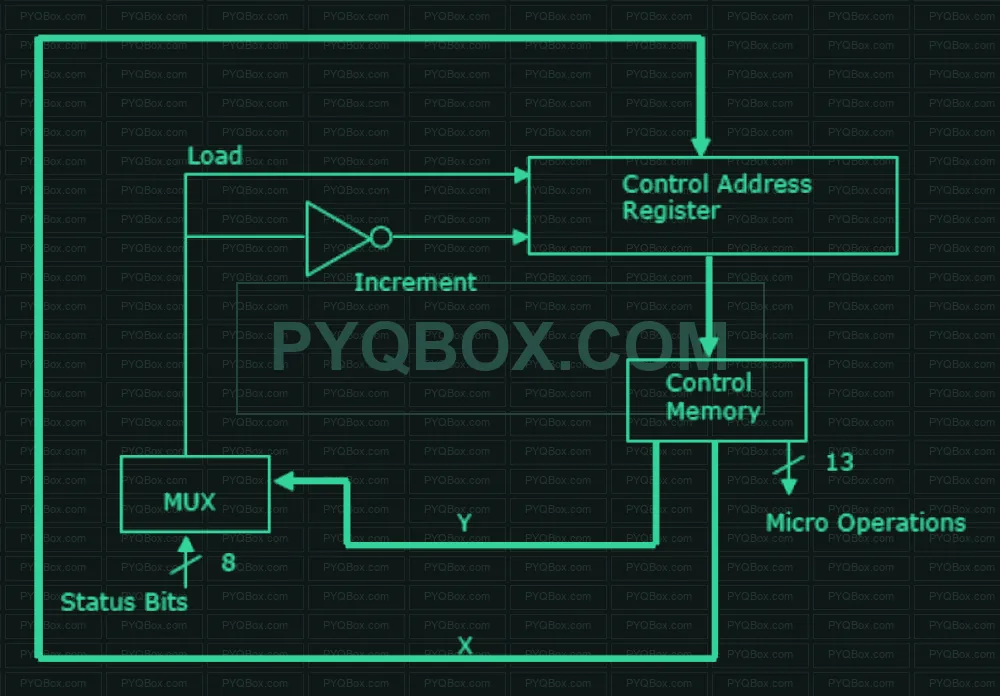 Load
Control Address
Register
Increment
PYQBOX.COM
Control
Memory
13
MUX
Y
Micro Operations
8
Status Bits
X